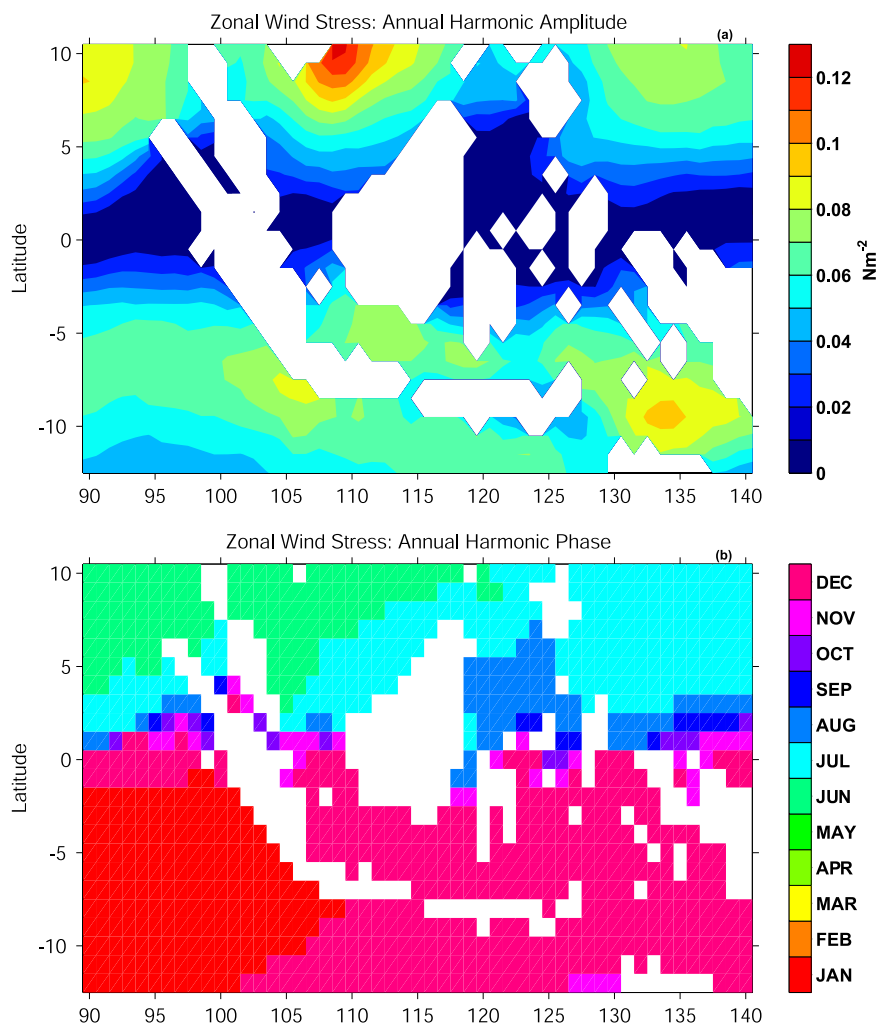 Zonal Wind Stress: Annual Harmonic Amplitude
(a)
10
5
0
-5
-10
Latitude
90 95 100 105 110 115 120 125 130 135 140
0.12
0.1
0.08
0.06
0.04
0.02
0
Nm-2
Zonal Wind Stress: Annual Harmonic Phase
(b)
10
5
0
-5
-10
Latitude
90 95 100 105 110 115 120 125 130 135 140
DEC
NOV
OCT
SEP
AUG
JUL
JUN
MAY
APR
MAR
FEB
JAN